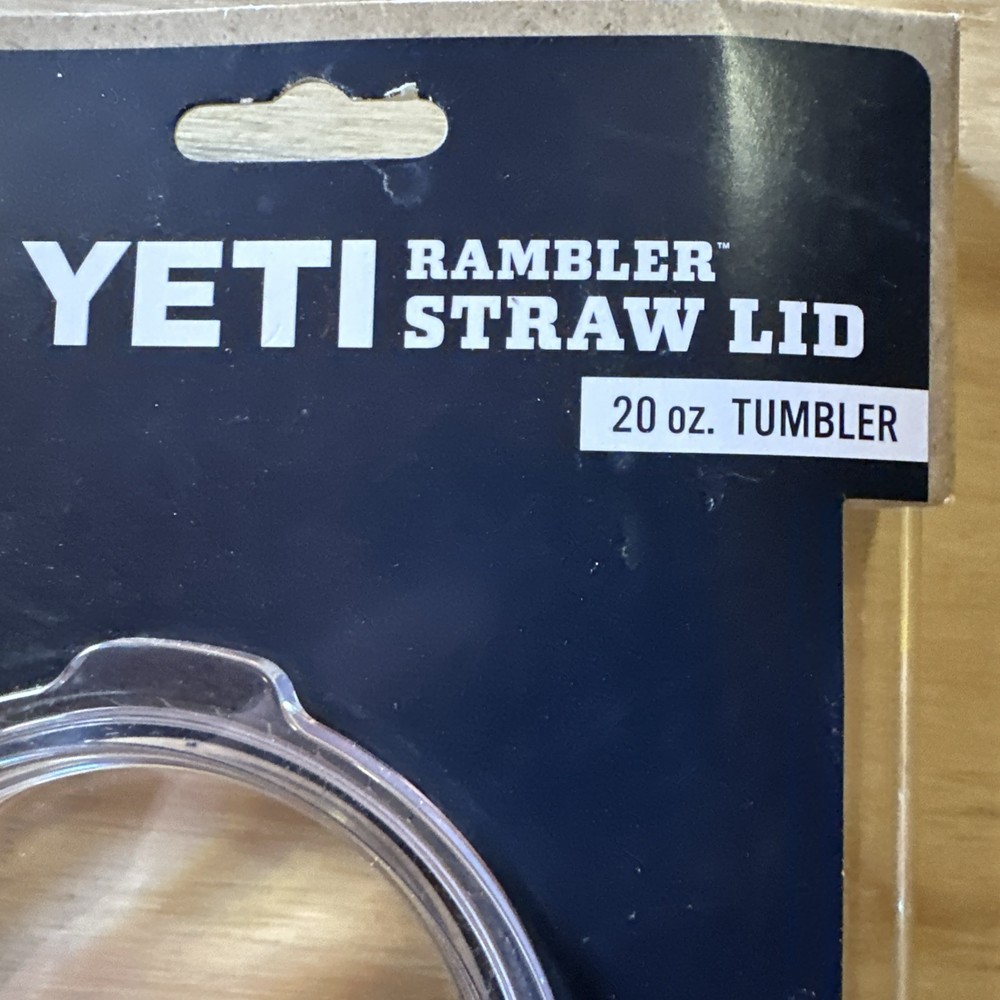 YETI RAMBLER™
STRAW LID
20 oz. TUMBLER